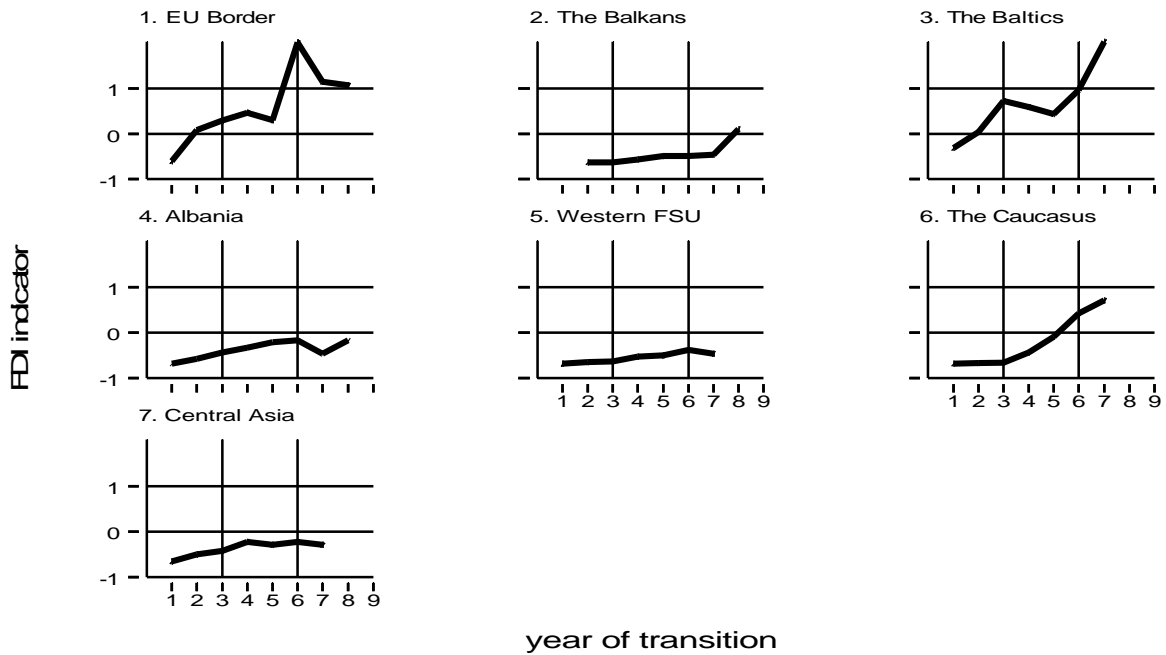 1. EU Border
2. The Balkans
3. The Baltics
1
0
-1
4. Albania
5. Western FSU
6. The Caucasus
1
0
-1
1 2 3 4 5 6 7 8 9
1 2 3 4 5 6 7 8 9
7. Central Asia
1
0
-1
1 2 3 4 5 6 7 8 9
FDI indicator
year of transition